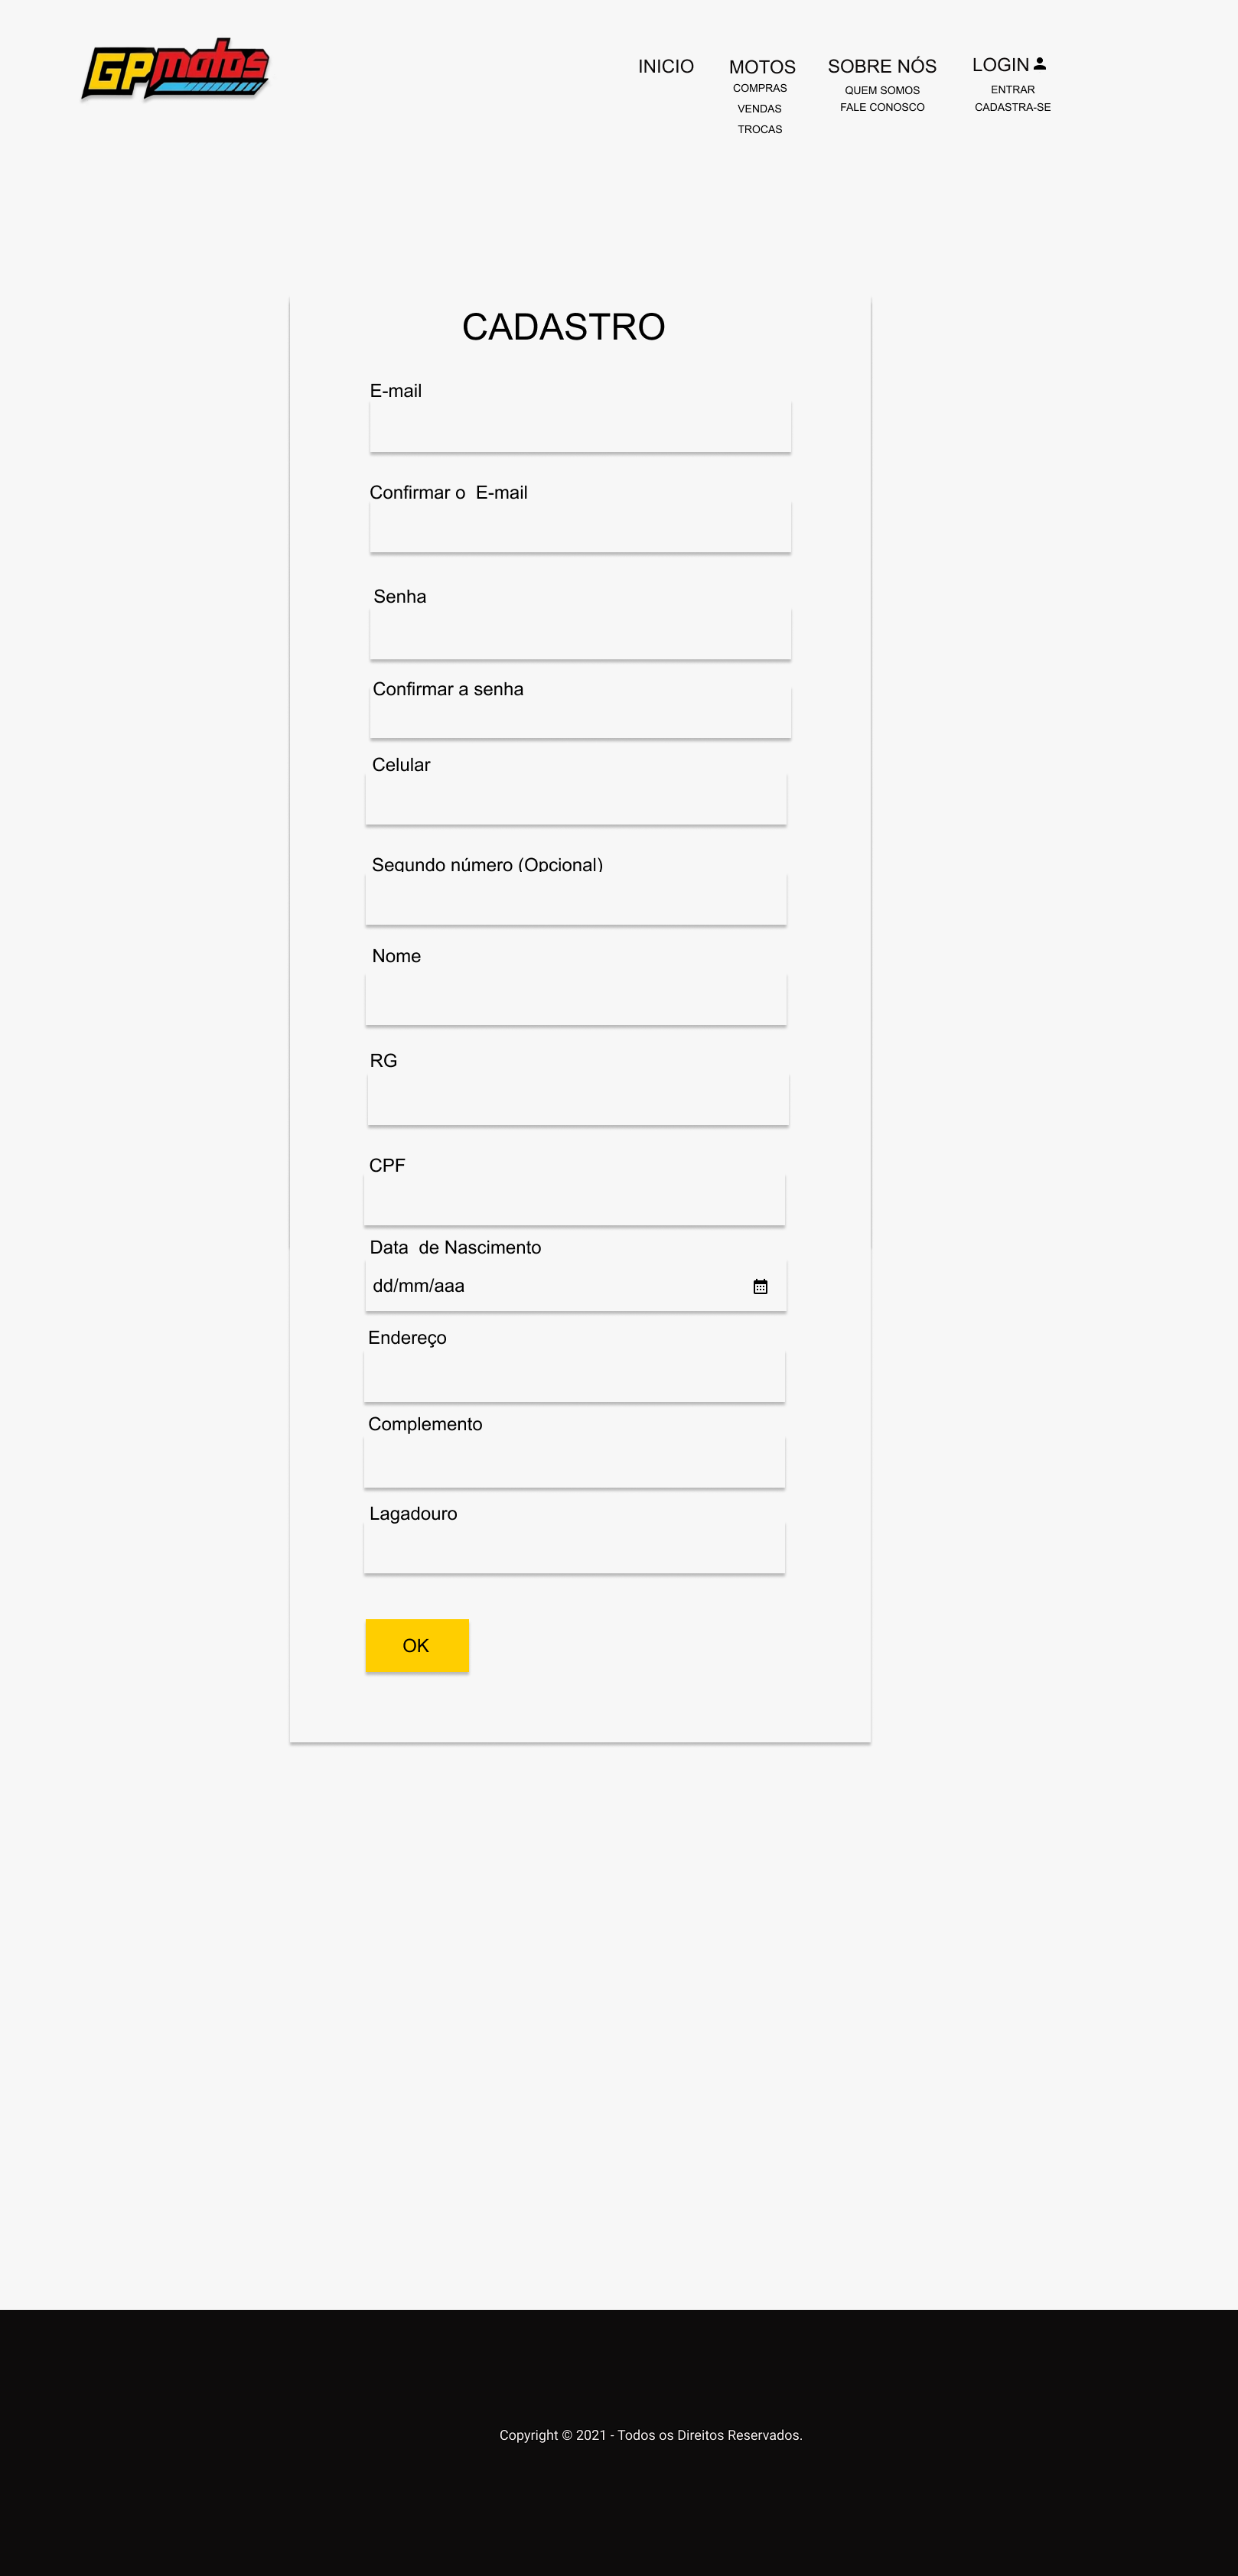 GPmotos
INICIO
MOTOS
COMPRAS
VENDAS
TROCAS
SOBRE NÓS
QUEM SOMOS
FALE CONOSCO
LOGIN
ENTRAR
CADASTRA-SE
CADASTRO
E-mail
Confirmar o  E-mail
Senha
Confirmar a senha
Celular
Segundo número (Opcional)
Nome
RG
CPF
Data  de Nascimento
dd/mm/aaa
Endereço
Complemento
Lagadouro
OK
Copyright © 2021 - Todos os Direitos Reservados.